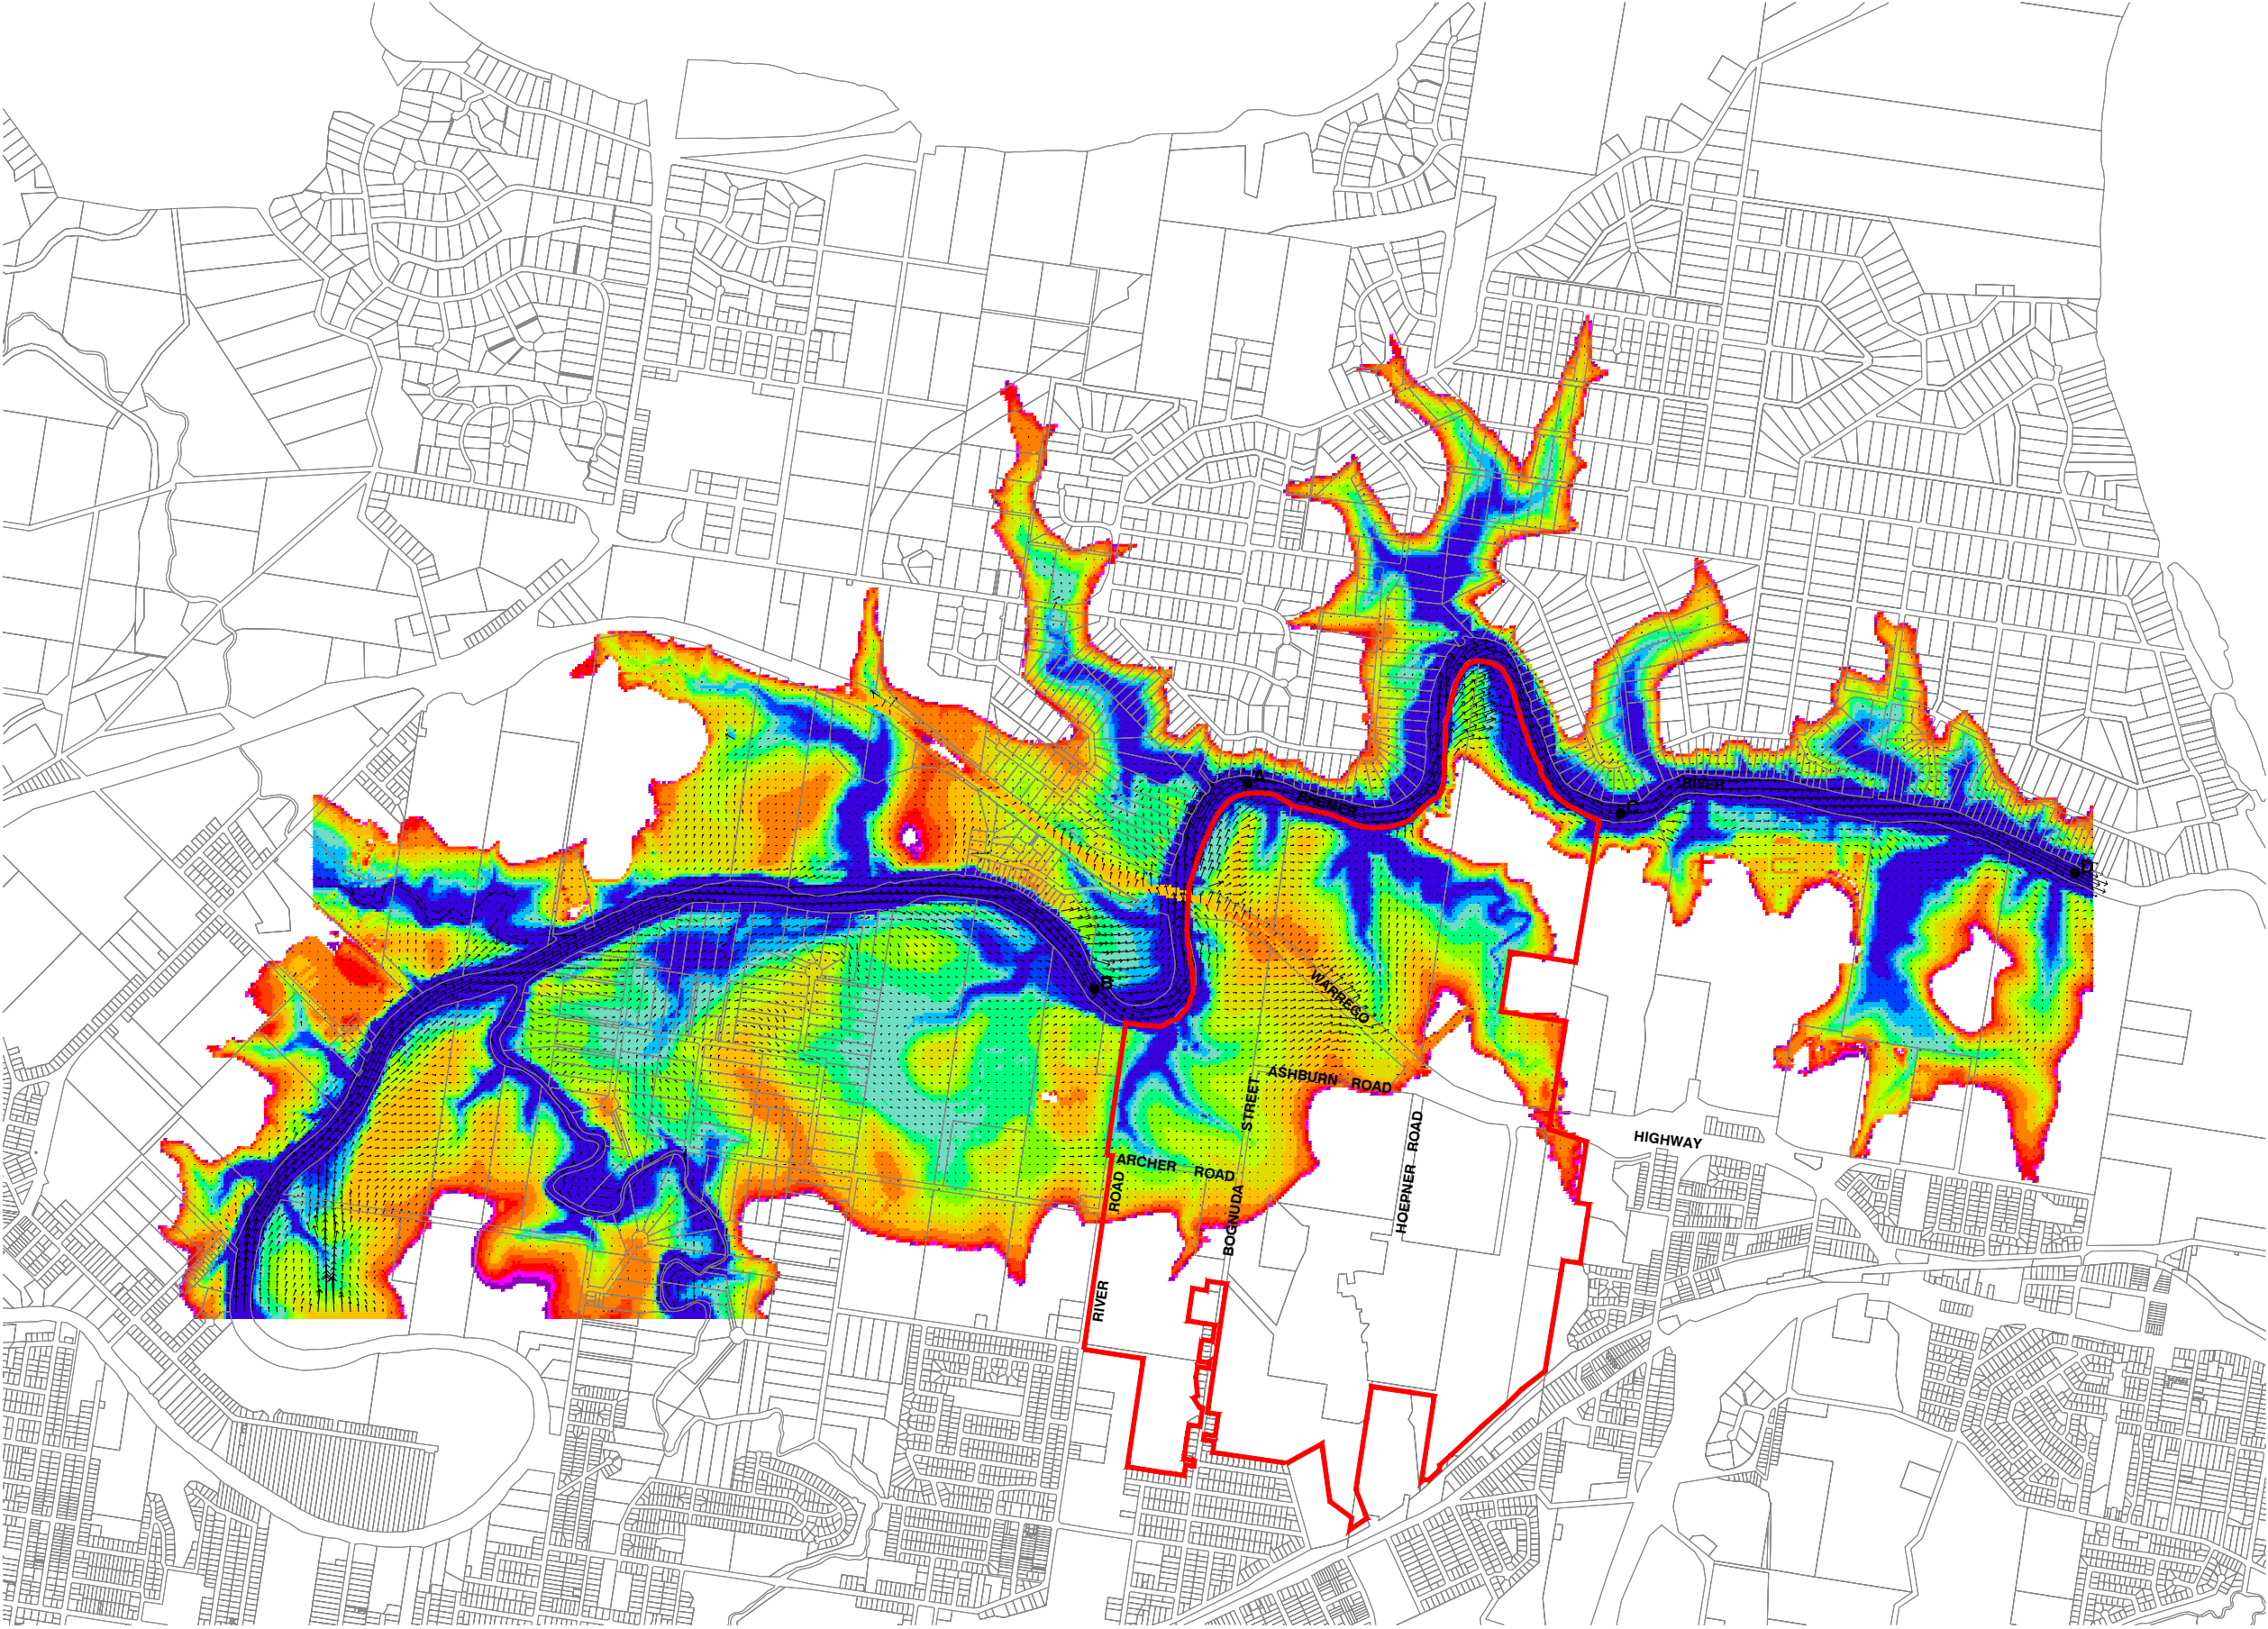 A
BREMER
RIVER
C
D
B
WARREGO
ASHBURN ROAD
STREET
HOEPNER ROAD
HIGHWAY
ARCHER ROAD
ROAD
BOGNUDA
RIVER